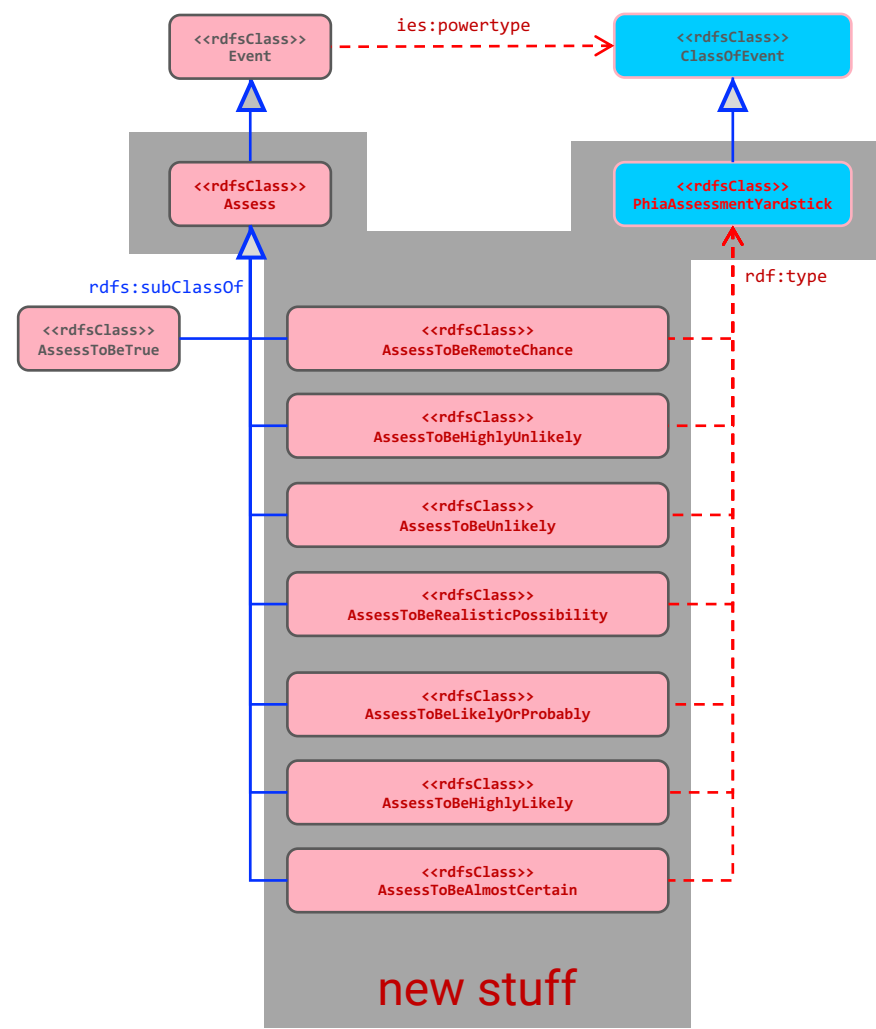 <<rdfsClass>>
Event
ies:powertype
<<rdfsClass>>
ClassOfEvent
<<rdfsClass>>
Assess
<<rdfsClass>>
PhiaAssessmentYardstick
rdfs:subClassOf
rdf:type
<<rdfsClass>>
AssessToBeTrue
<<rdfsClass>>
AssessToBeRemoteChance
<<rdfsClass>>
AssessToBeHighlyUnlikely
<<rdfsClass>>
AssessToBeUnlikely
<<rdfsClass>>
AssessToBeRealisticPossibility
<<rdfsClass>>
AssessToBeLikelyOrProbably
<<rdfsClass>>
AssessToBeHighlyLikely
<<rdfsClass>>
AssessToBeAlmostCertain
new stuff